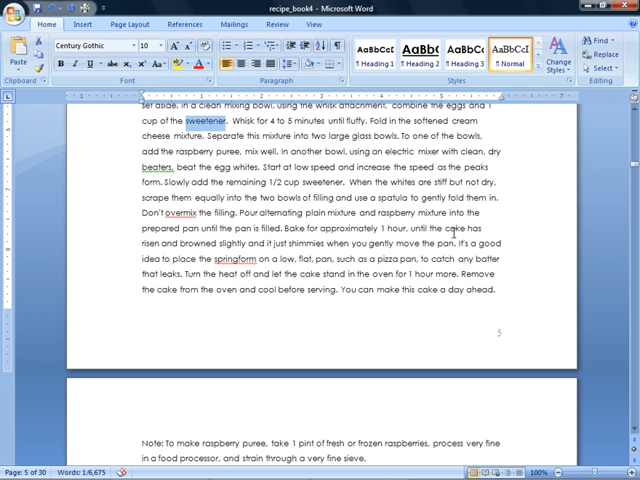 recipe_book4 - Microsoft Word
Home Insert Page Layout References Mailings Review View
Paste
Century Gothic 10
AaBbCcI AaBbC AaBbCc AaBbCcI
¶ Heading 1 ¶ Heading 2 ¶ Heading 3 ¶ Normal
Change Styles
Find
Replace
Select
Clipboard Font Paragraph Styles Editing
set aside. In a clean mixing bowl, using the whisk attachment, combine the eggs and 1
cup of the sweetener. Whisk for 4 to 5 minutes until fluffy. Fold in the softened cream
cheese mixture. Separate this mixture into two large glass bowls. To one of the bowls,
add the raspberry puree, mix well. In another bowl, using an electric mixer with clean, dry
beaters, beat the egg whites. Start at low speed and increase the speed as the peaks
form. Slowly add the remaining 1/2 cup sweetener. When the whites are stiff but not dry,
scrape them equally into the two bowls of filling and use a spatula to gently fold them in.
Don't overmix the filling. Pour alternating plain mixture and raspberry mixture into the
prepared pan until the pan is filled. Bake for approximately 1 hour, until the cake has
risen and browned slightly and it just shimmies when you gently move the pan. It's a good
idea to place the springform on a low, flat, pan, such as a pizza pan, to catch any batter
that leaks. Turn the heat off and let the cake stand in the oven for 1 hour more. Remove
the cake from the oven and cool before serving. You can make this cake a day ahead.
5
Note: To make raspberry puree, take 1 pint of fresh or frozen raspberries, process very fine
in a food processor, and strain through a very fine sieve.
Page: 5 of 30 Words: 1/6,675 100%